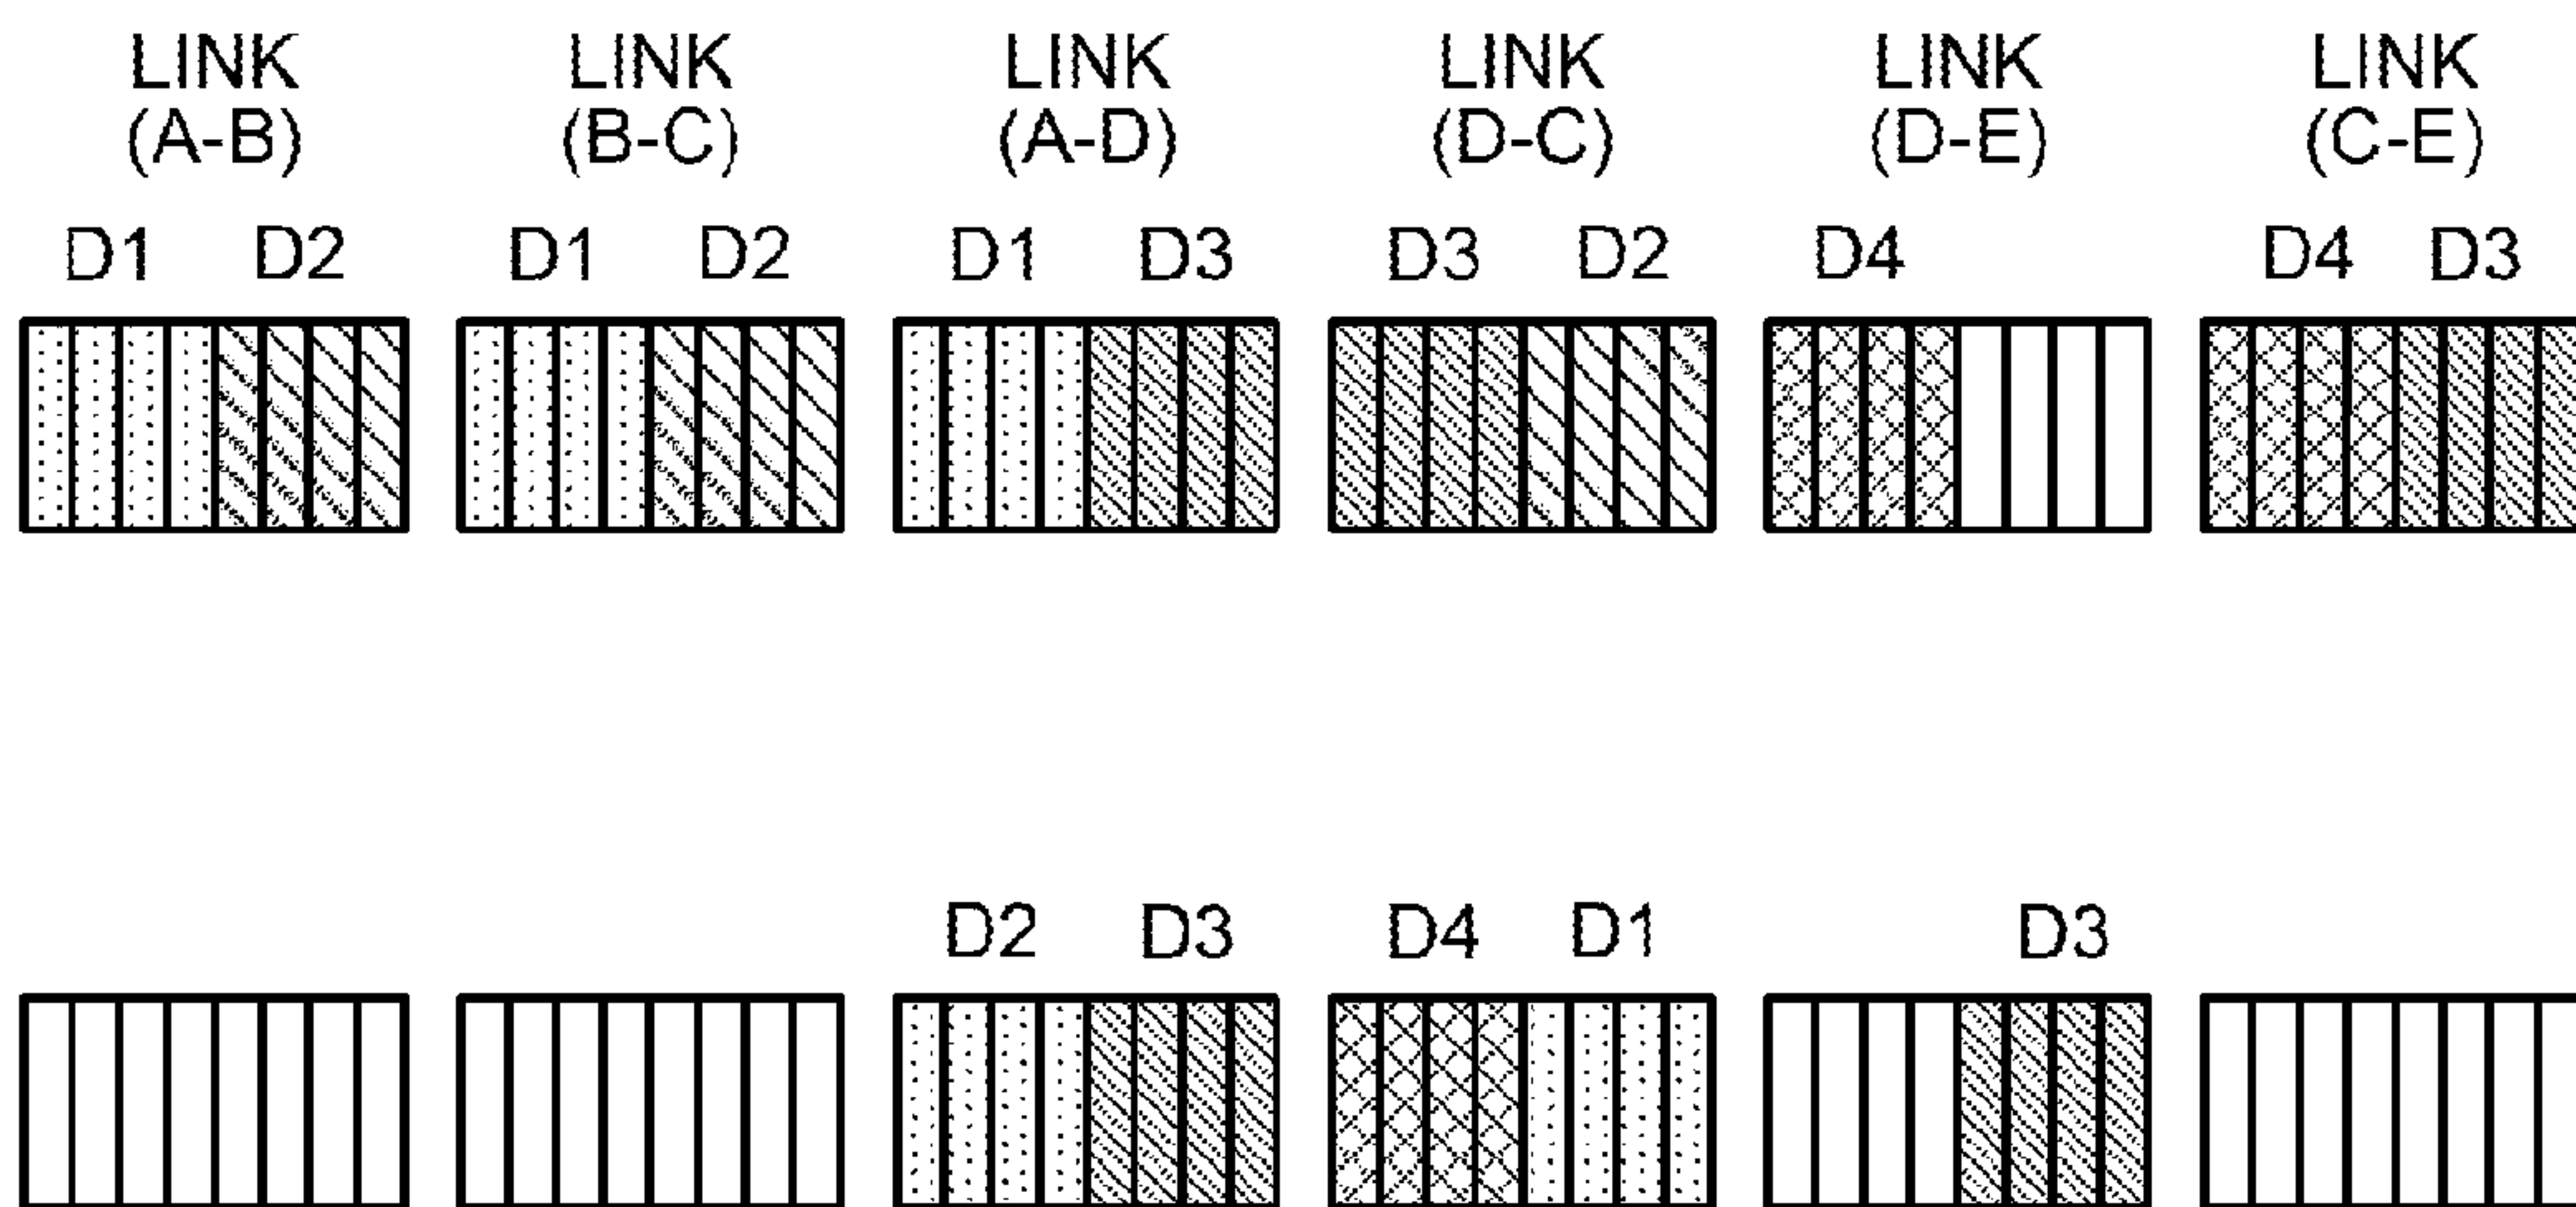 LINK LINK LINK LINK LINK LINK
(A-B) (B-C) (A-D) (D-C) (D-E) (C-E)
D1 D2 D1 D2 D1 D3 D3 D2 D4 D4 D3
D2 D3 D4 D1 D3